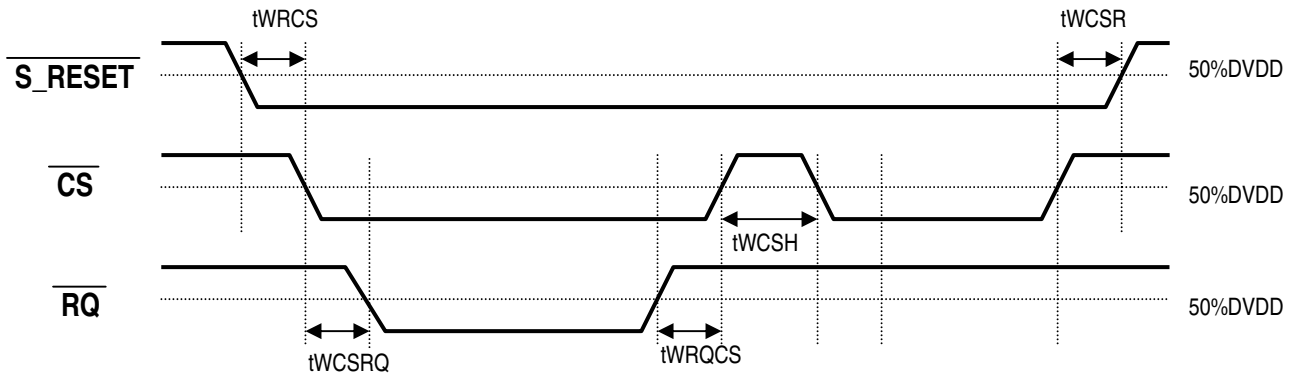 tWRCS
tWCSR
S_RESET
50%DVDD
CS
50%DVDD
tWCSH
RQ
50%DVDD
tWCSRQ
tWRQCS